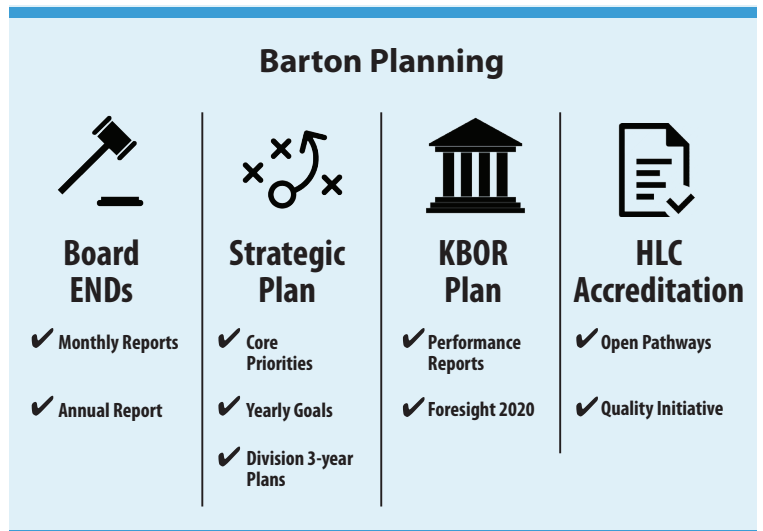 Barton Planning
Board
ENDs
✔ Monthly Reports
✔ Annual Report
Strategic
Plan
✔ Core
Priorities
✔ Yearly Goals
✔ Division 3-year
Plans
KBOR
Plan
✔ Performance
Reports
✔ Foresight 2020
HLC
Accreditation
✔ Open Pathways
✔ Quality Initiative